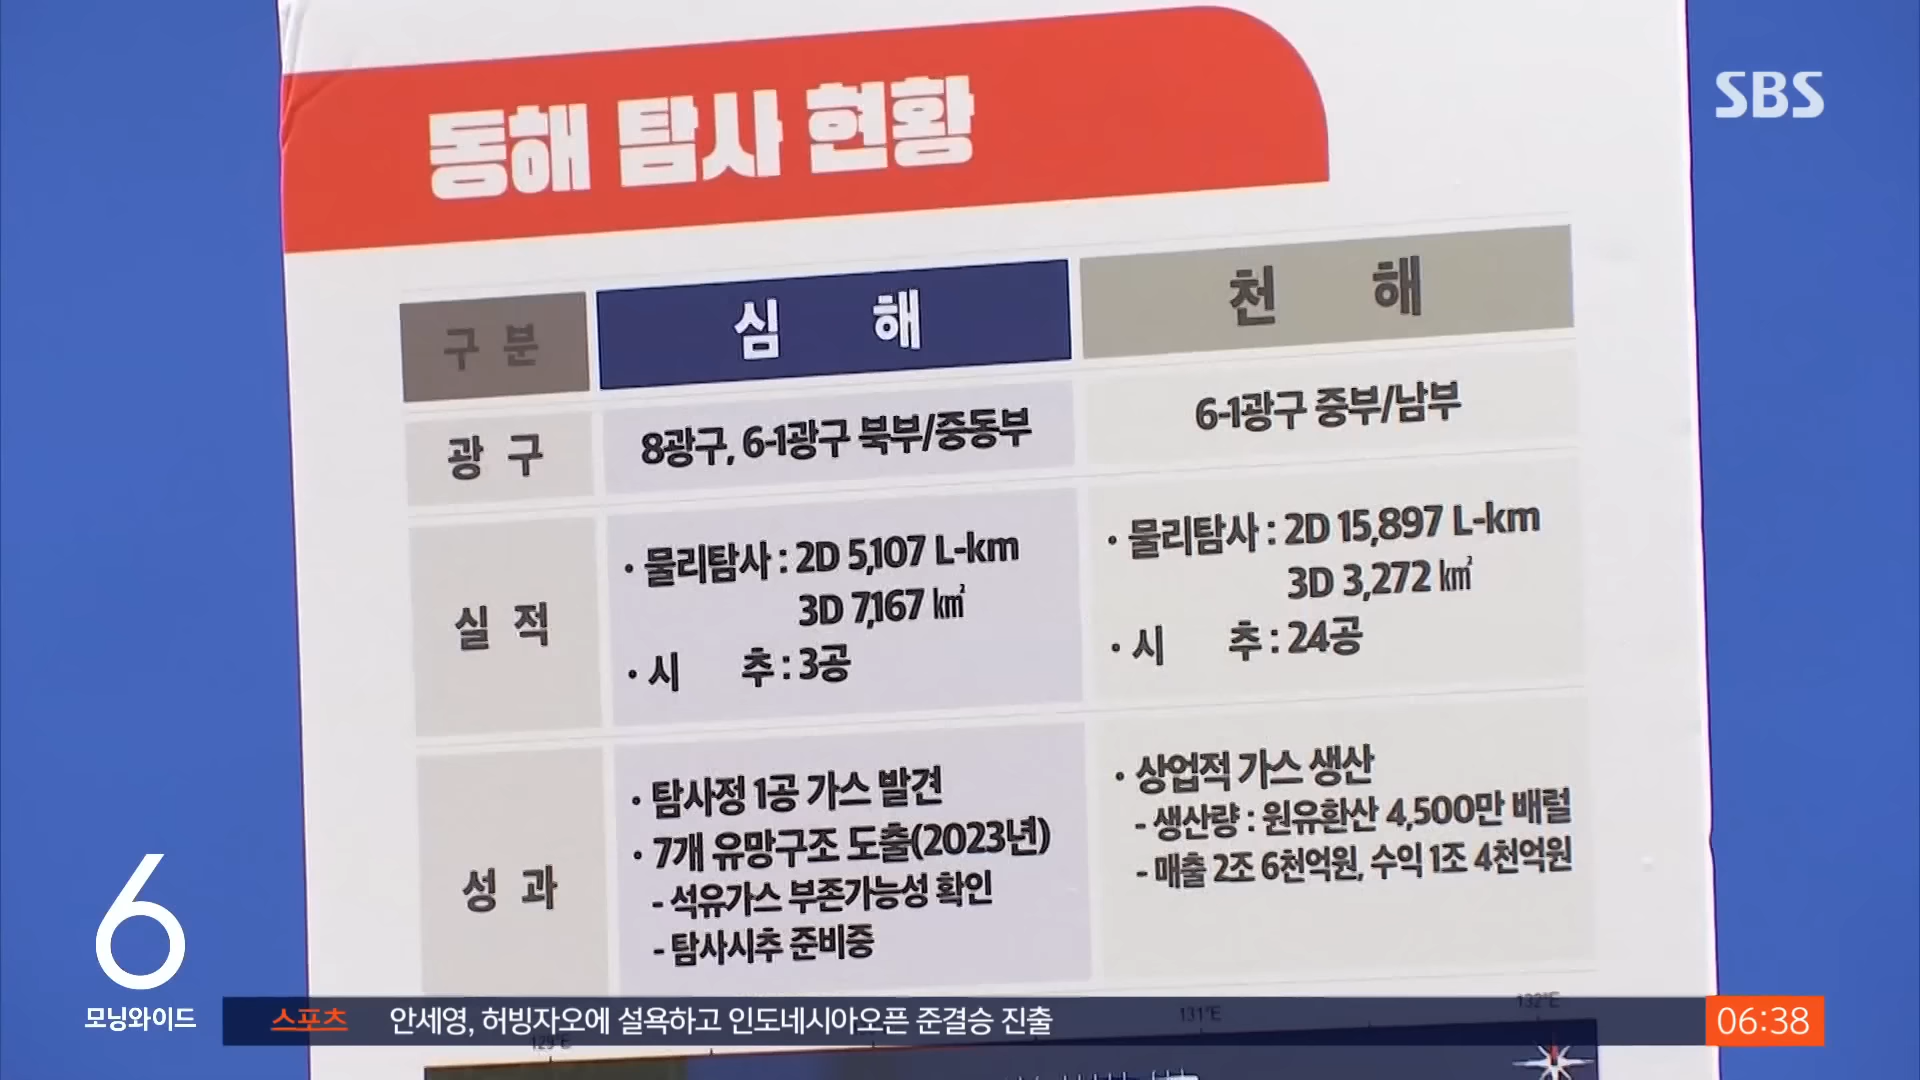 동해 탐사 현황
SBS
구 분
심 해
천 해
광 구
8광구, 6-1광구 북부/중동부
6-1광구 중부/남부
실 적
· 물리탐사 : 2D 5,107 L-km
3D 7,167 ㎢
· 시 추 : 3공
· 물리탐사 : 2D 15,897 L-km
3D 3,272 ㎢
· 시 추 : 24공
성 과
· 탐사정 1공 가스 발견
· 7개 유망구조 도출(2023년)
- 석유가스 부존가능성 확인
- 탐사시추 준비중
· 상업적 가스 생산
- 생산량 : 원유환산 4,500만 배럴
- 매출 2조 6천억원, 수익 1조 4천억원
6
모닝와이드
스포츠 안세영, 허빙자오에 설욕하고 인도네시아오픈 준결승 진출
06:38
129°E
131°E
132°E